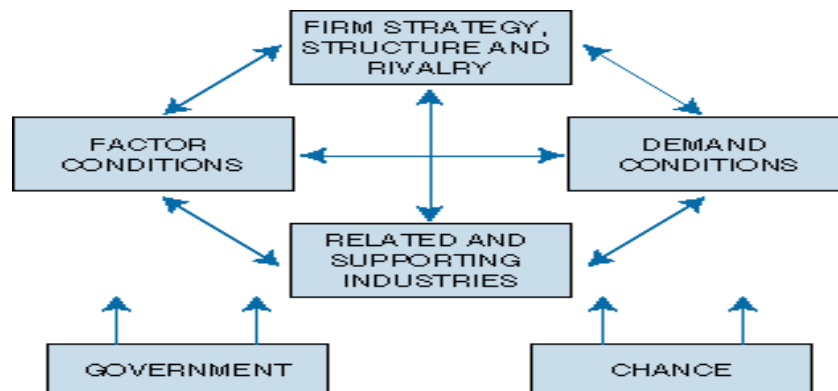 FIRM STRATEGY,
STRUCTURE AND
RIVALRY
FACTOR
CONDITIONS
DEMAND
CONDITIONS
RELATED AND
SUPPORTING
INDUSTRIES
GOVERNMENT
CHANCE